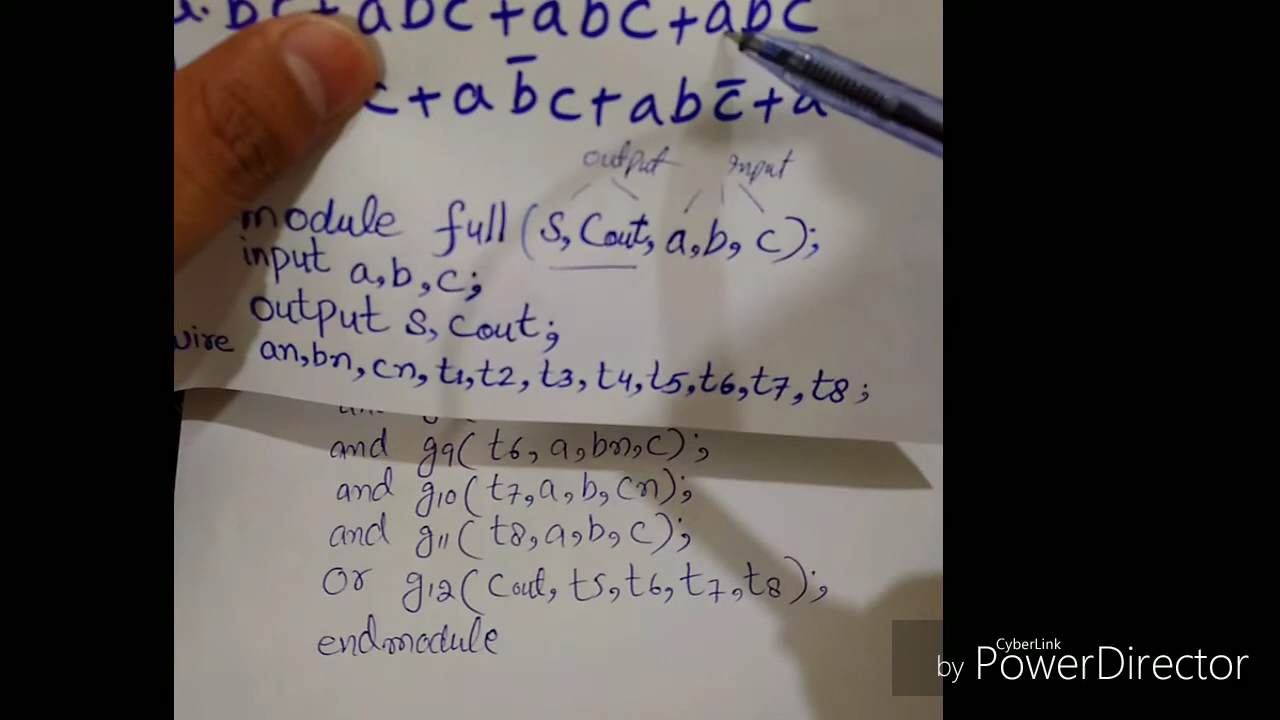 bc + abc + abc + abc
c + a b̄ c + a b c̄ + a
output input
module full (S, Cout, a, b, c);
input a, b, c;
output s, cout;
wire an, bn, cn, t1, t2, t3, t4, t5, t6, t7, t8;
and g9( t6, a, bn, c);
and g10( t7, a, b, cn);
and g11( t8, a, b, c);
Or g12( Cout, t5, t6, t7, t8);
endmodule
CyberLink
by PowerDirector